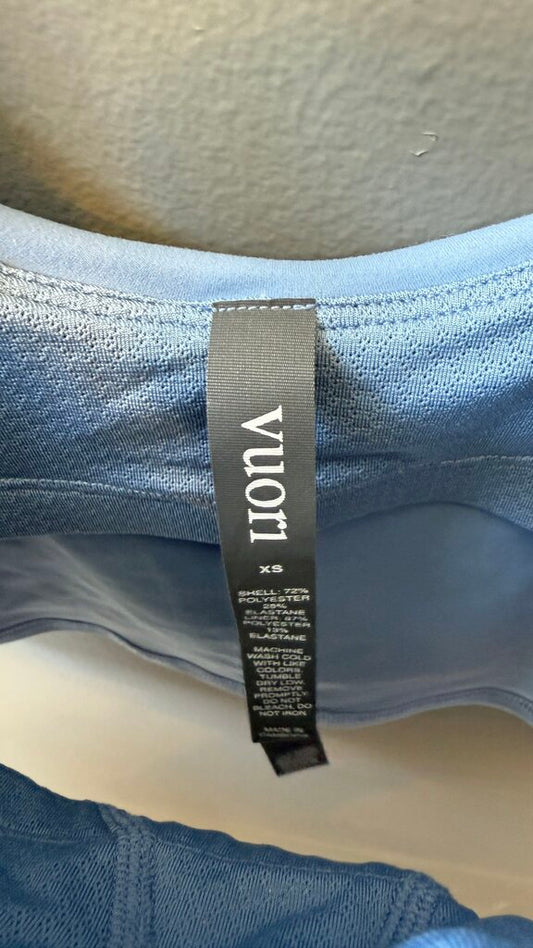 vuori
XS
SHELL: 72%
POLYESTER
28%
ELASTANE
LINER: 87%
POLYESTER
13%
ELASTANE
MACHINE
WASH COLD
WITH LIKE
COLORS,
TUMBLE
DRY LOW.
REMOVE
PROMPTLY.
DO NOT
BLEACH, DO
NOT IRON
MADE IN
CAMBODIA